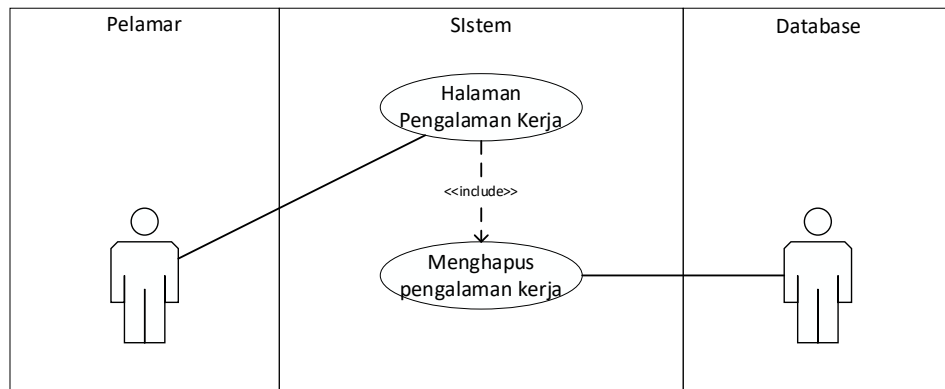 Pelamar
SIstem
Database
Halaman
Pengalaman Kerja
<<include>>
Menghapus
pengalaman kerja